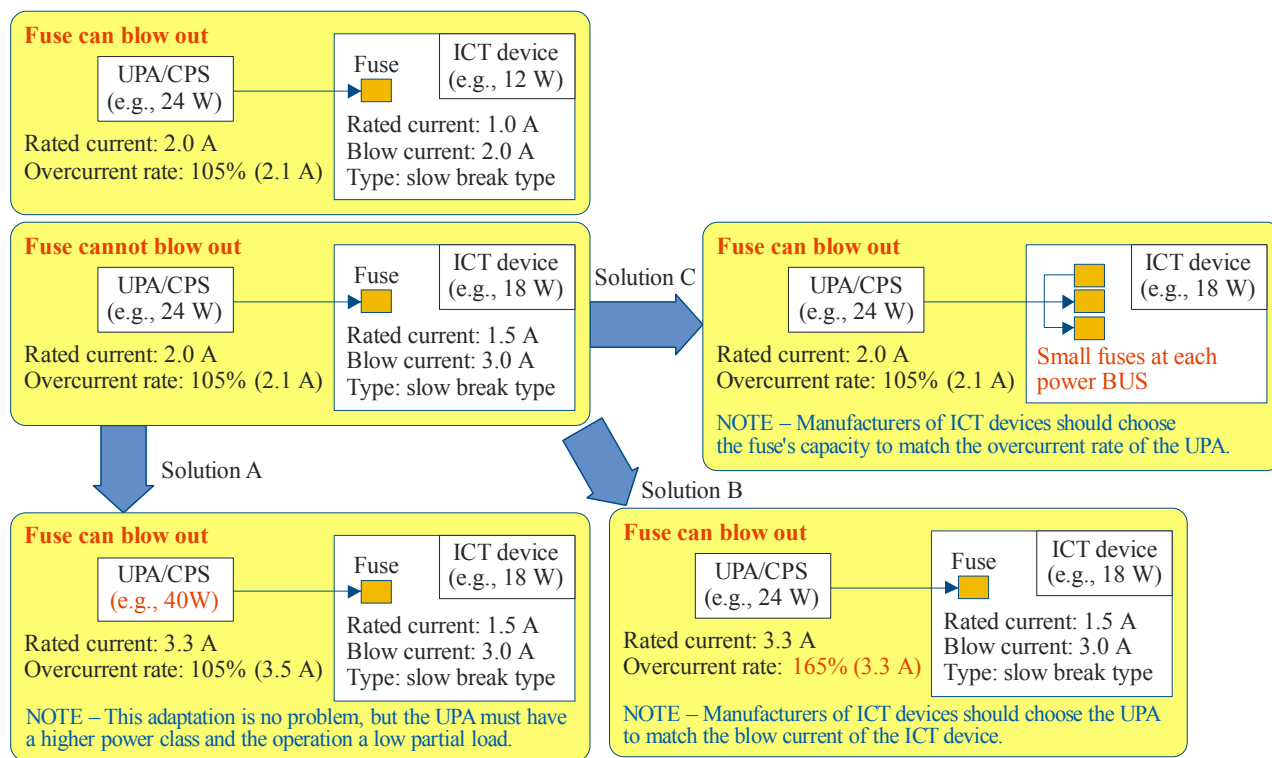 Fuse can blow out
UPA/CPS
(e.g., 24 W)
Rated current: 2.0 A
Overcurrent rate: 105% (2.1 A)
Fuse
ICT device
(e.g., 12 W)
Rated current: 1.0 A
Blow current: 2.0 A
Type: slow break type
Fuse cannot blow out
UPA/CPS
(e.g., 24 W)
Rated current: 2.0 A
Overcurrent rate: 105% (2.1 A)
Fuse
ICT device
(e.g., 18 W)
Rated current: 1.5 A
Blow current: 3.0 A
Type: slow break type
Solution C
Fuse can blow out
UPA/CPS
(e.g., 24 W)
Rated current: 2.0 A
Overcurrent rate: 105% (2.1 A)
ICT device
(e.g., 18 W)
Small fuses at each
power BUS
NOTE – Manufacturers of ICT devices should choose
the fuse's capacity to match the overcurrent rate of the UPA.
Solution A
Solution B
Fuse can blow out
UPA/CPS
(e.g., 40W)
Rated current: 3.3 A
Overcurrent rate: 105% (3.5 A)
Fuse
ICT device
(e.g., 18 W)
Rated current: 1.5 A
Blow current: 3.0 A
Type: slow break type
NOTE – This adaptation is no problem, but the UPA must have
a higher power class and the operation a low partial load.
Fuse can blow out
UPA/CPS
(e.g., 24 W)
Rated current: 3.3 A
Overcurrent rate: 165% (3.3 A)
Fuse
ICT device
(e.g., 18 W)
Rated current: 1.5 A
Blow current: 3.0 A
Type: slow break type
NOTE – Manufacturers of ICT devices should choose the UPA
to match the blow current of the ICT device.